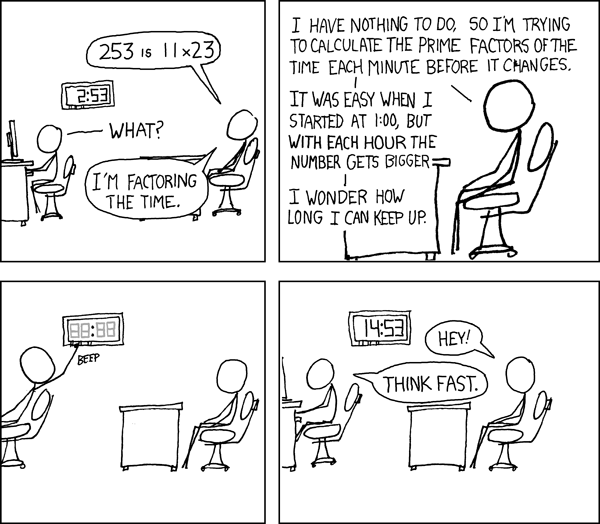 253 IS 11×23
2:53
WHAT?
I'M FACTORING
THE TIME.
I HAVE NOTHING TO DO, SO I'M TRYING
TO CALCULATE THE PRIME FACTORS OF THE
TIME EACH MINUTE BEFORE IT CHANGES.
IT WAS EASY WHEN I
STARTED AT 1:00, BUT
WITH EACH HOUR THE
NUMBER GETS BIGGER
I WONDER HOW
LONG I CAN KEEP UP.
88:88
BEEP
14:53
HEY!
THINK FAST.